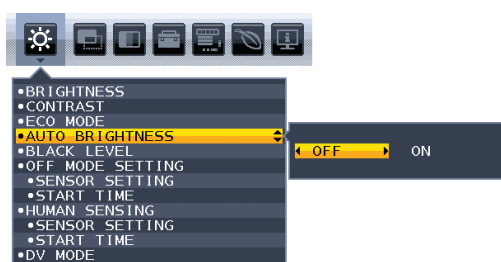 •BRIGHTNESS
•CONTRAST
•ECO MODE
•AUTO BRIGHTNESS
OFF ON
•BLACK LEVEL
•OFF MODE SETTING
•SENSOR SETTING
•START TIME
•HUMAN SENSING
•SENSOR SETTING
•START TIME
•DV MODE